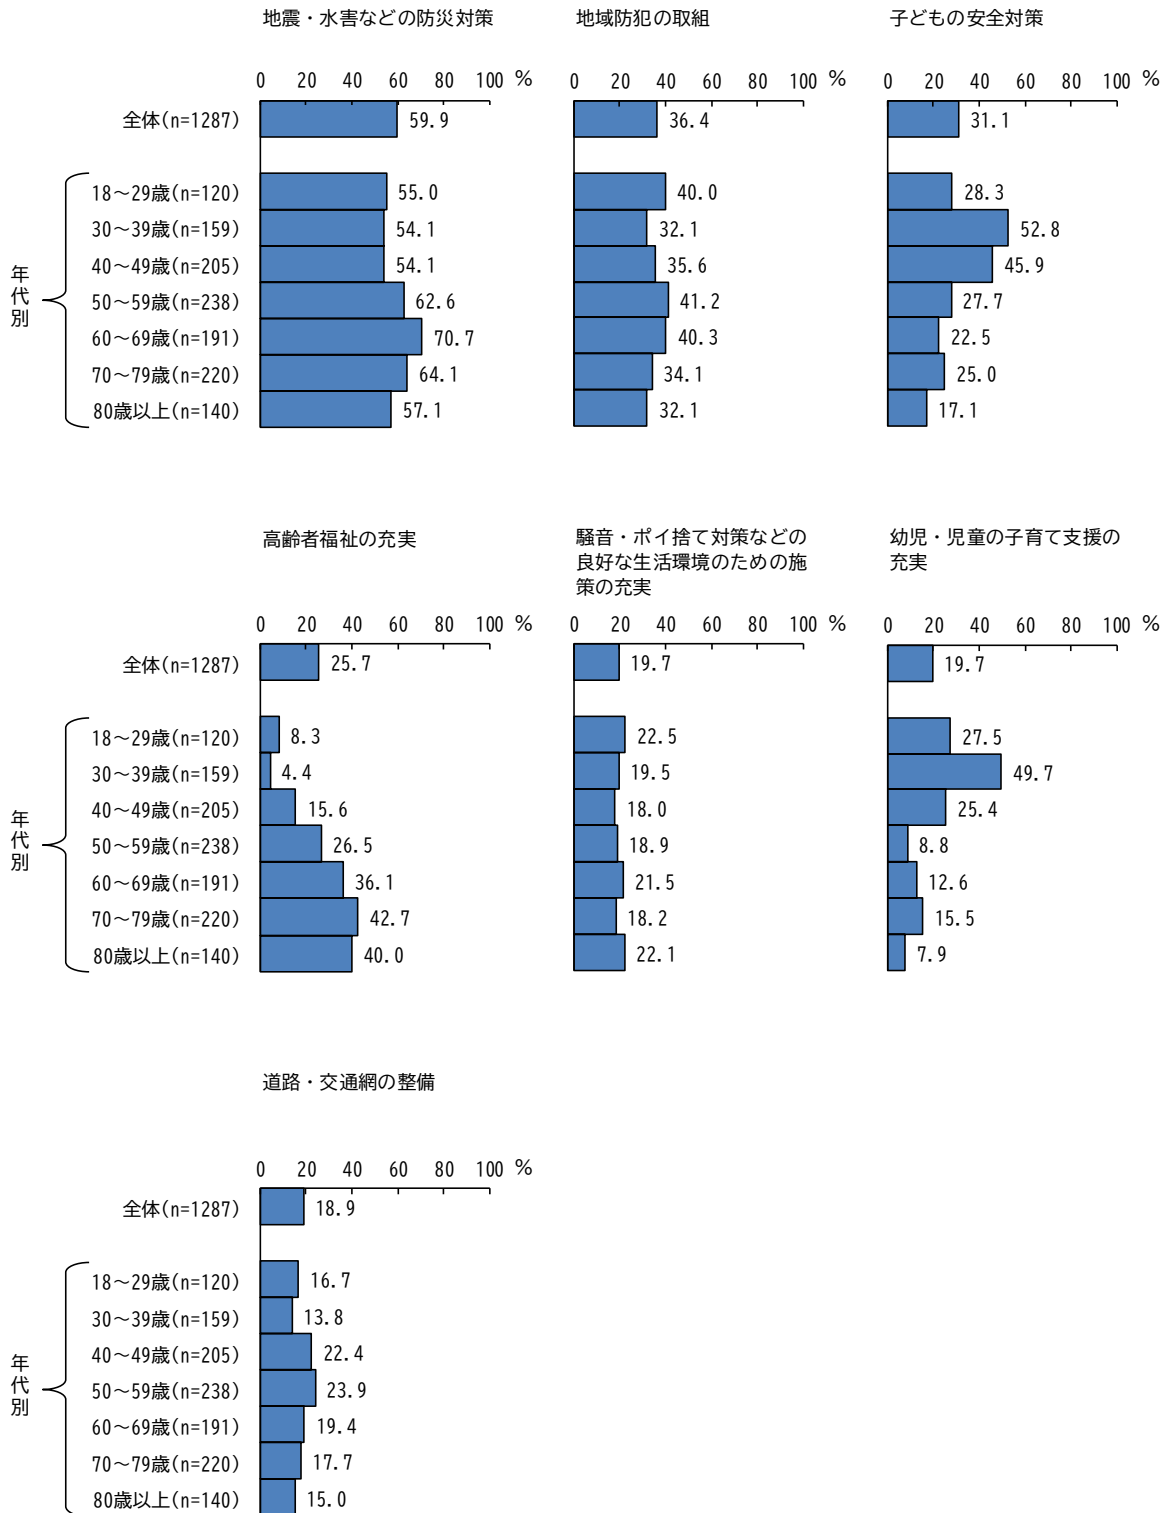 地震・水害などの防災対策
地域防犯の取組
子どもの安全対策
0 20 40 60 80 100 %
0 20 40 60 80 100 %
0 20 40 60 80 100 %
全体(n=1287) 59.9 36.4 31.1
年代別
18～29歳(n=120) 55.0 40.0 28.3
30～39歳(n=159) 54.1 32.1 52.8
40～49歳(n=205) 54.1 35.6 45.9
50～59歳(n=238) 62.6 41.2 27.7
60～69歳(n=191) 70.7 40.3 22.5
70～79歳(n=220) 64.1 34.1 25.0
80歳以上(n=140) 57.1 32.1 17.1
高齢者福祉の充実
騒音・ポイ捨て対策などの
良好な生活環境のための施
策の充実
幼児・児童の子育て支援の
充実
0 20 40 60 80 100 %
0 20 40 60 80 100 %
0 20 40 60 80 100 %
全体(n=1287) 25.7 19.7 19.7
年代別
18～29歳(n=120) 8.3 22.5 27.5
30～39歳(n=159) 4.4 19.5 49.7
40～49歳(n=205) 15.6 18.0 25.4
50～59歳(n=238) 26.5 18.9 8.8
60～69歳(n=191) 36.1 21.5 12.6
70～79歳(n=220) 42.7 18.2 15.5
80歳以上(n=140) 40.0 22.1 7.9
道路・交通網の整備
0 20 40 60 80 100 %
全体(n=1287) 18.9
年代別
18～29歳(n=120) 16.7
30～39歳(n=159) 13.8
40～49歳(n=205) 22.4
50～59歳(n=238) 23.9
60～69歳(n=191) 19.4
70～79歳(n=220) 17.7
80歳以上(n=140) 15.0